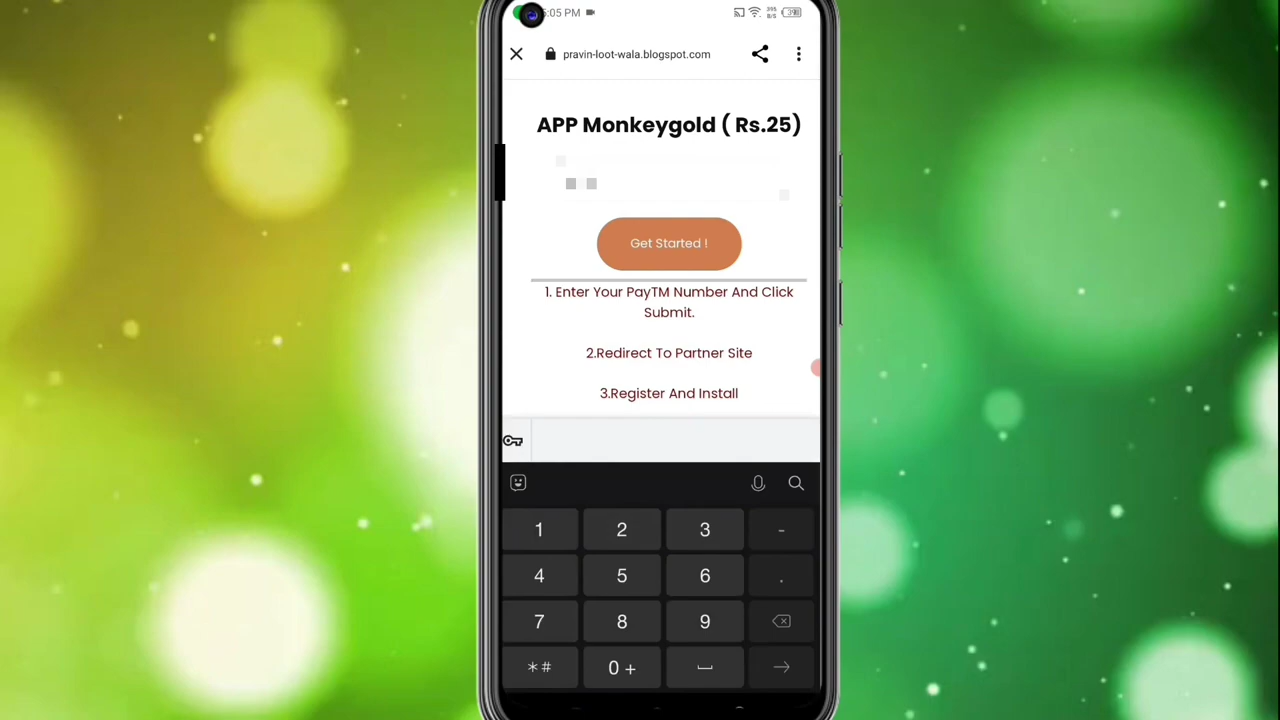 5:05 PM
pravin-loot-wala.blogspot.com
APP Monkeygold ( Rs.25)
Get Started !
1. Enter Your PayTM Number And Click
Submit.
2.Redirect To Partner Site
3.Register And Install
1 2 3 -
4 5 6 .
7 8 9
*# 0 +